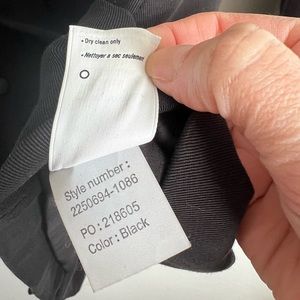 • Dry clean only
• Nettoyer a sec seulement
Style number :
2250694-1086
PO : 218605
Color : Black